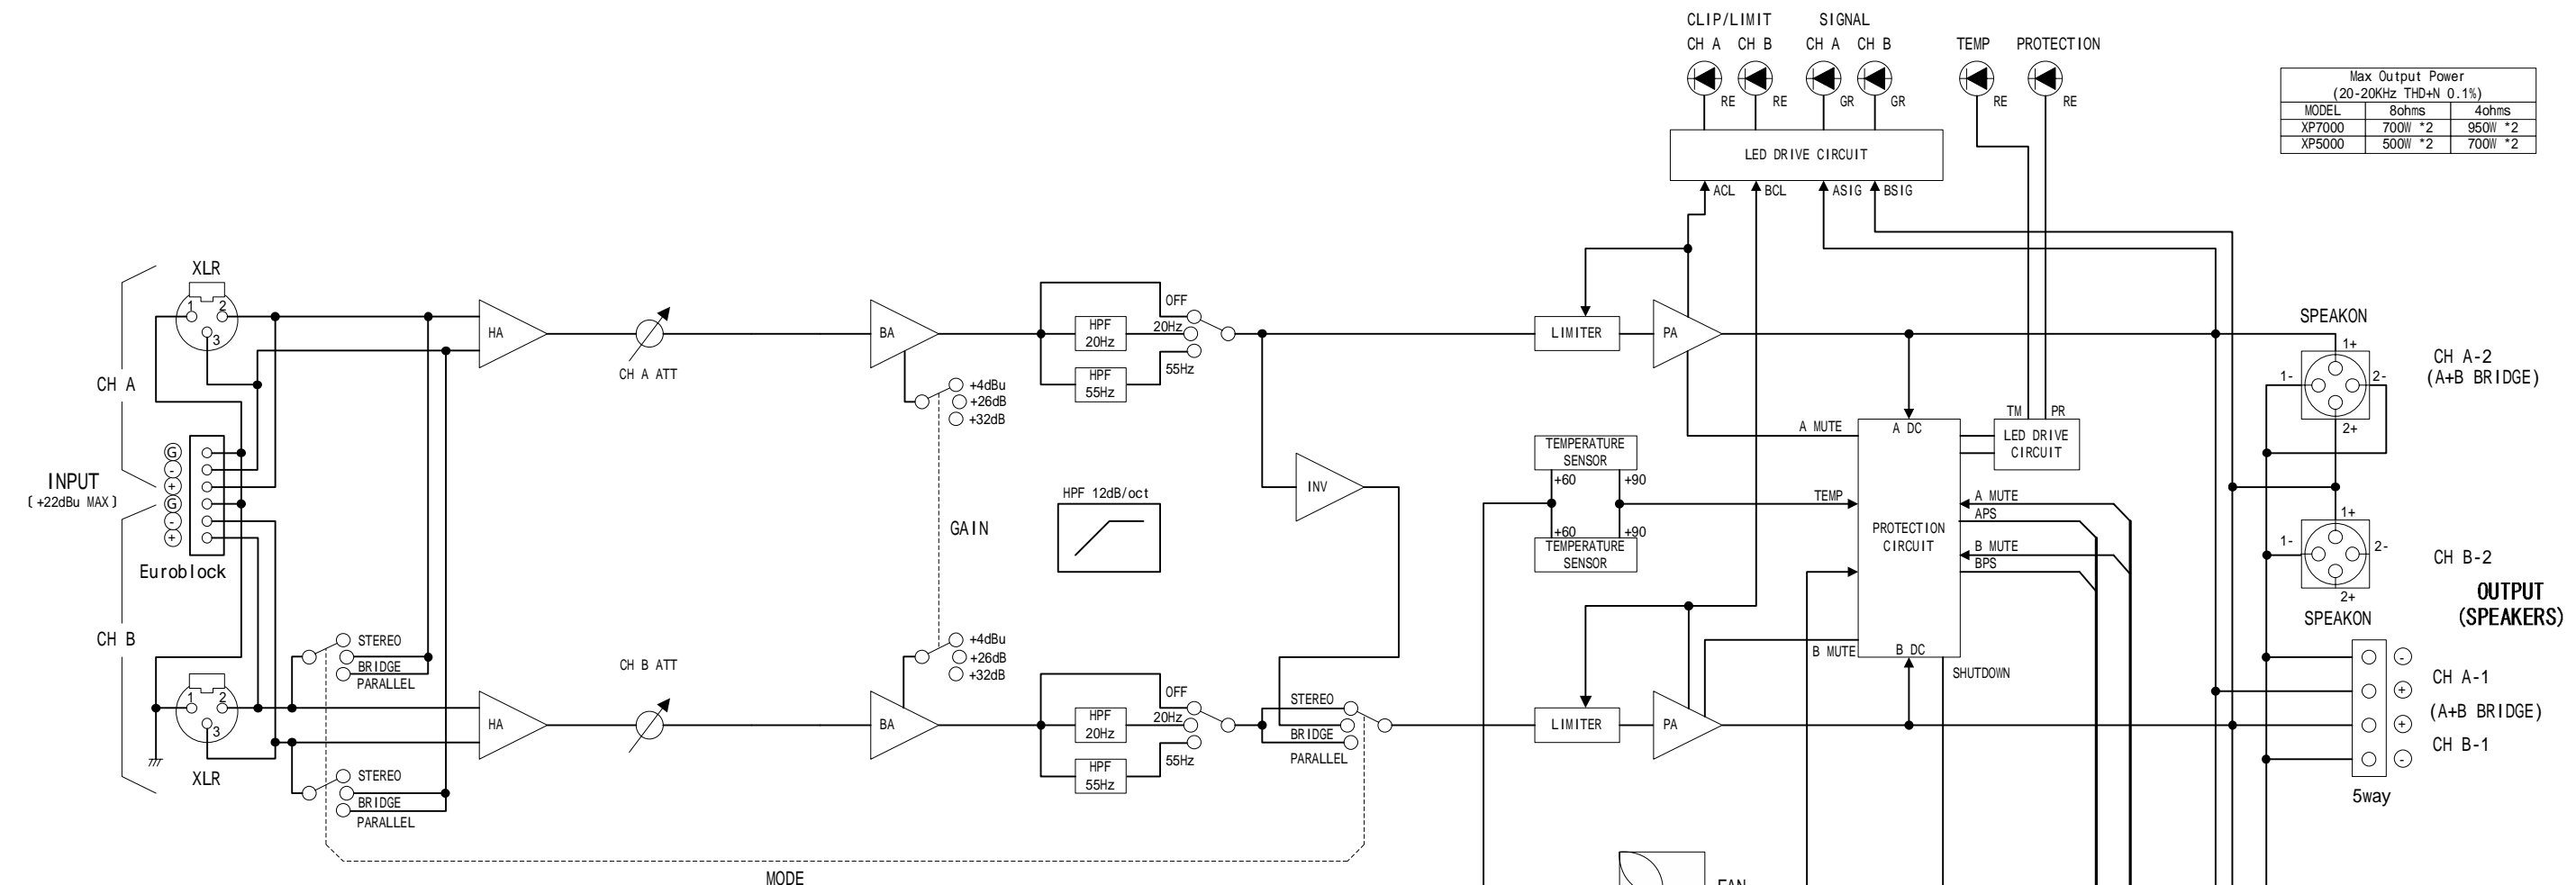 CLIP/LIMIT SIGNAL
CH A CH B CH A CH B TEMP PROTECTION
RE RE GR GR RE RE
LED DRIVE CIRCUIT
ACL BCL ASIG BSIG
Max Output Power
(20-20KHz THD+N 0.1%)
MODEL 8ohms 4ohms
XP7000 700W *2 950W *2
XP5000 500W *2 700W *2
XLR
1 2
3
CH A
INPUT
( +22dBu MAX )
G
-
+
G
-
+
Euroblock
CH B
1 2
3
XLR
STEREO
BRIDGE
PARALLEL
STEREO
BRIDGE
PARALLEL
HA
CH A ATT
BA
+4dBu
+26dB
+32dB
GAIN
HPF
20Hz
HPF
55Hz
OFF
20Hz
55Hz
HPF 12dB/oct
INV
LIMITER
PA
HA
CH B ATT
BA
+4dBu
+26dB
+32dB
HPF
20Hz
HPF
55Hz
OFF
20Hz
55Hz
STEREO
BRIDGE
PARALLEL
LIMITER
PA
MODE
TEMPERATURE
SENSOR
+60 +90
+60 +90
TEMPERATURE
SENSOR
A MUTE
A DC
TEMP
PROTECTION
CIRCUIT
B MUTE
B DC
SHUTDOWN
TM PR
LED DRIVE
CIRCUIT
A MUTE
APS
B MUTE
BPS
FAN
SPEAKON
1+
1- 2-
2+
CH A-2
(A+B BRIDGE)
1+
1- 2-
2+
CH B-2
SPEAKON
OUTPUT
(SPEAKERS)
-
CH A-1
+
(A+B BRIDGE)
+
CH B-1
-
5way